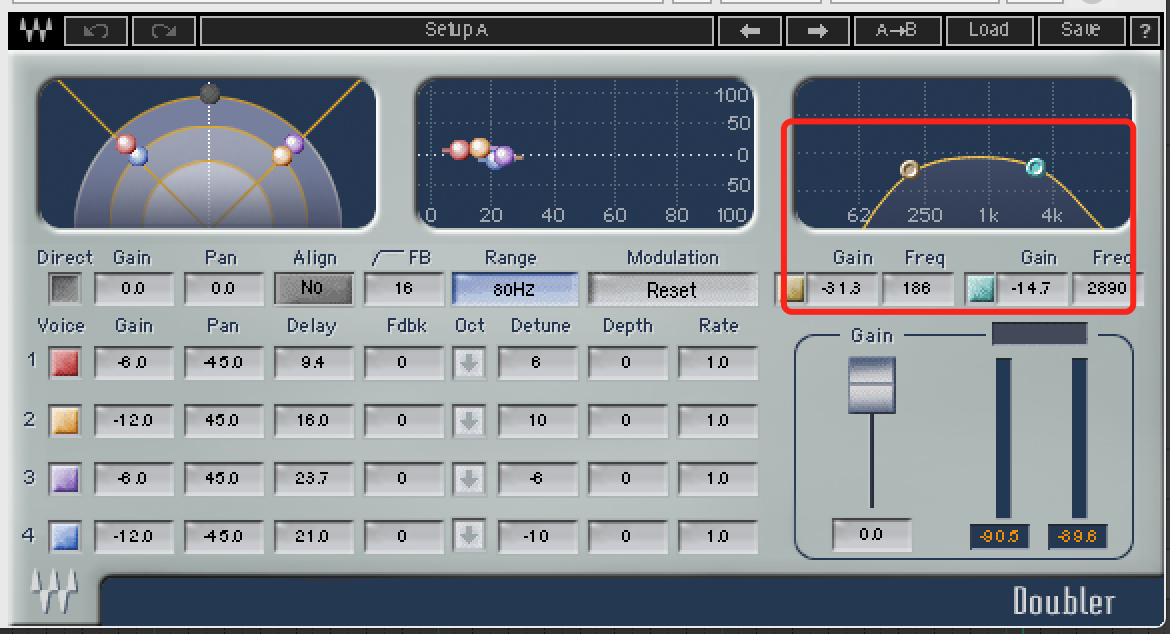 Setup A A→B Load Save ?
100
50
0
50
0 20 40 60 80 100
62 250 1k 4k
Direct Gain Pan Align FB Range Modulation Gain Freq Gain Freq
0.0 0.0 No 16 80Hz Reset -31.3 186 -14.7 2890
Voice Gain Pan Delay Fdbk Oct Detune Depth Rate
Gain
1 -6.0 -45.0 9.4 0 6 0 1.0
2 -12.0 45.0 16.0 0 10 0 1.0
3 -6.0 45.0 23.7 0 -6 0 1.0
4 -12.0 -45.0 21.0 0 -10 0 1.0
0.0 -90.5 -89.6
Doubler